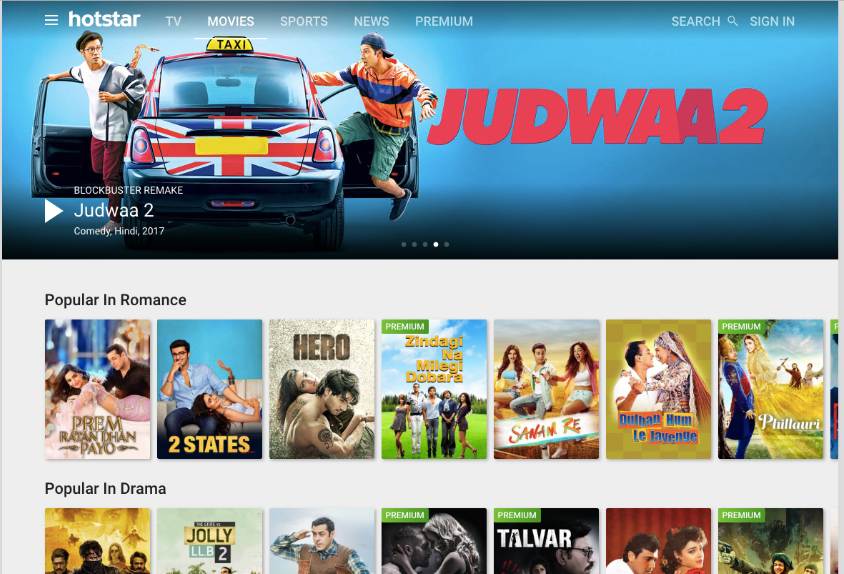 hotstar TV MOVIES SPORTS NEWS PREMIUM SEARCH SIGN IN
TAXI
JUDWAA 2
BLOCKBUSTER REMAKE
Judwaa 2
Comedy, Hindi, 2017
Popular In Romance
PREM
RATAN DHAN
PAYO
2 STATES
HERO
PREMIUM
Zindagi
Na
Milegi
Dobara
SANAM RE
Dulhan Hum
Le Jayenge
PREMIUM
Phillauri
Popular In Drama
JOLLY
LLB 2
PREMIUM
PREMIUM
TALVAR
PREMIUM